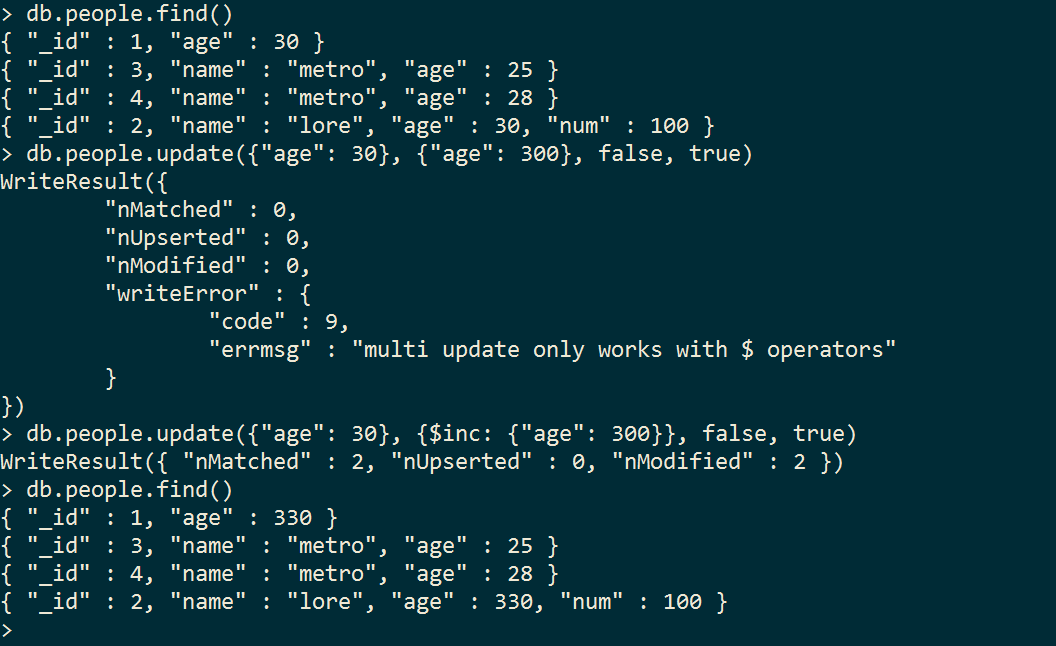 > db.people.find()
{ "_id" : 1, "age" : 30 }
{ "_id" : 3, "name" : "metro", "age" : 25 }
{ "_id" : 4, "name" : "metro", "age" : 28 }
{ "_id" : 2, "name" : "lore", "age" : 30, "num" : 100 }
> db.people.update({"age": 30}, {"age": 300}, false, true)
WriteResult({
        "nMatched" : 0,
        "nUpserted" : 0,
        "nModified" : 0,
        "writeError" : {
                "code" : 9,
                "errmsg" : "multi update only works with $ operators"
        }
})
> db.people.update({"age": 30}, {$inc: {"age": 300}}, false, true)
WriteResult({ "nMatched" : 2, "nUpserted" : 0, "nModified" : 2 })
> db.people.find()
{ "_id" : 1, "age" : 330 }
{ "_id" : 3, "name" : "metro", "age" : 25 }
{ "_id" : 4, "name" : "metro", "age" : 28 }
{ "_id" : 2, "name" : "lore", "age" : 330, "num" : 100 }
>